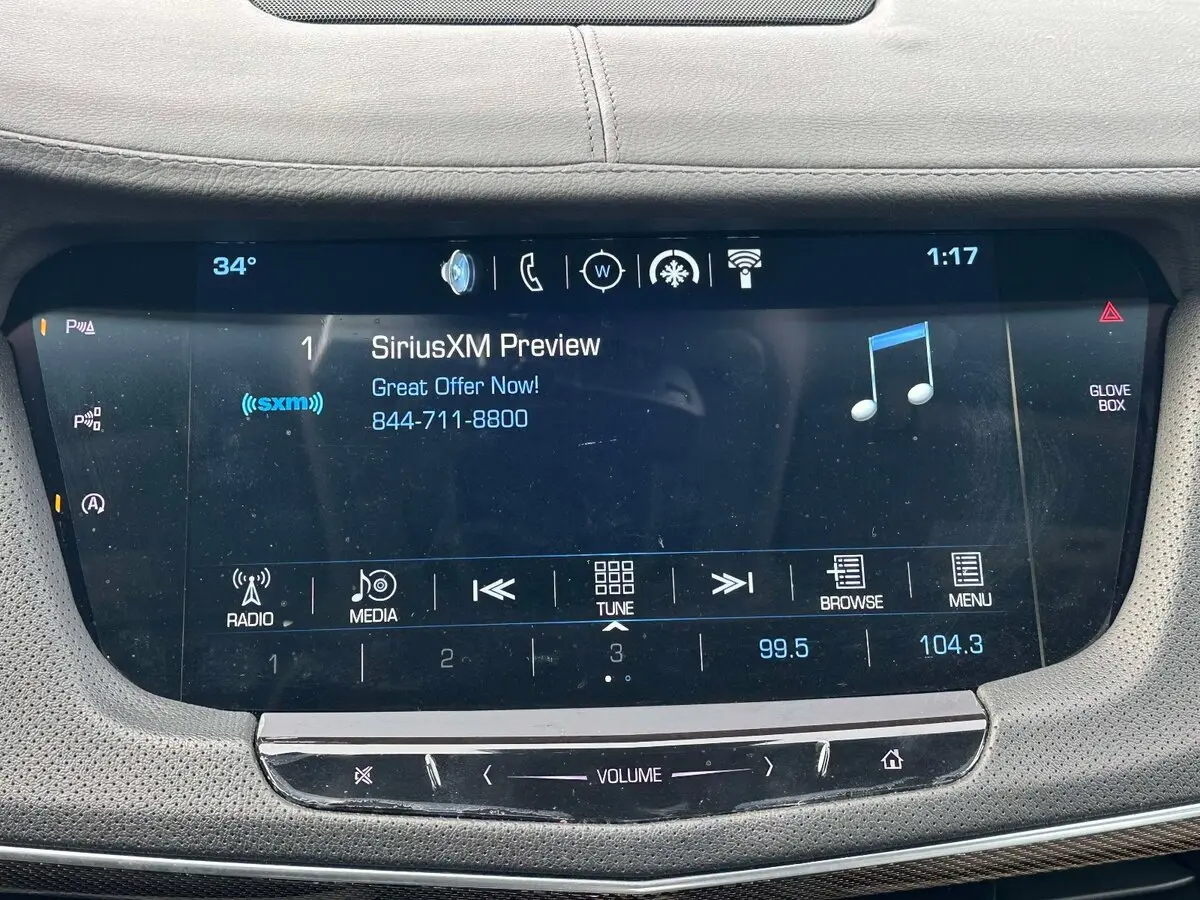 34°
W
1:17
P
1
SiriusXM Preview
Great Offer Now!
((sxm))
844-711-8800
GLOVE
BOX
P
A
RADIO
MEDIA
TUNE
BROWSE
MENU
1
2
3
99.5
104.3
VOLUME